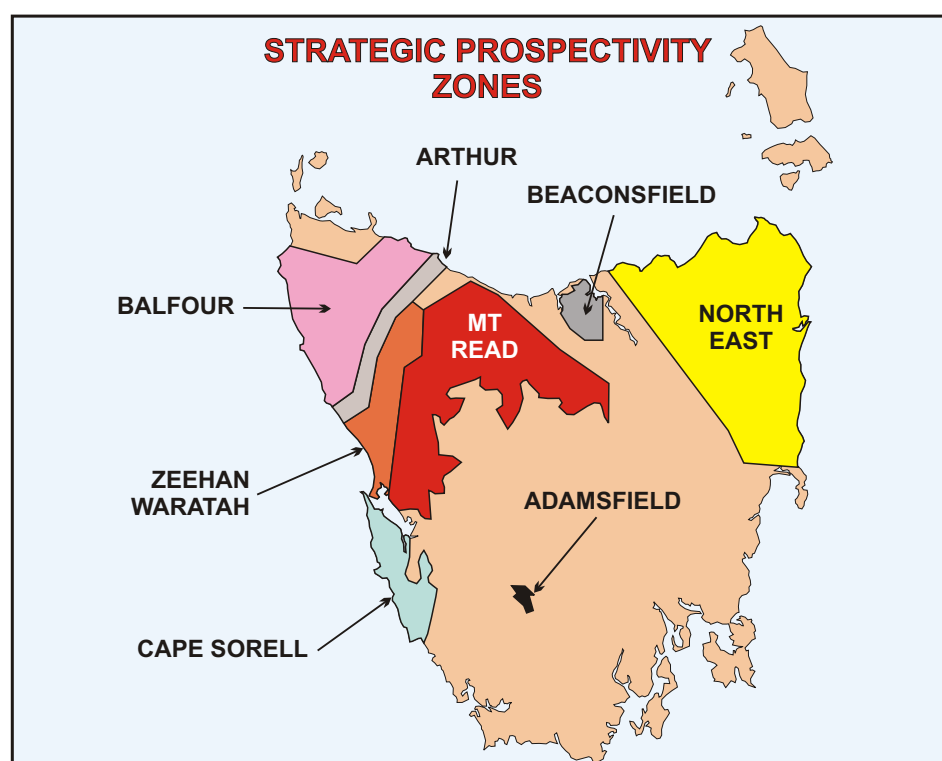 STRATEGIC PROSPECTIVITY
ZONES
ARTHUR
BEACONSFIELD
BALFOUR
MT
READ
NORTH
EAST
ZEEHAN
WARATAH
ADAMSFIELD
CAPE SORELL